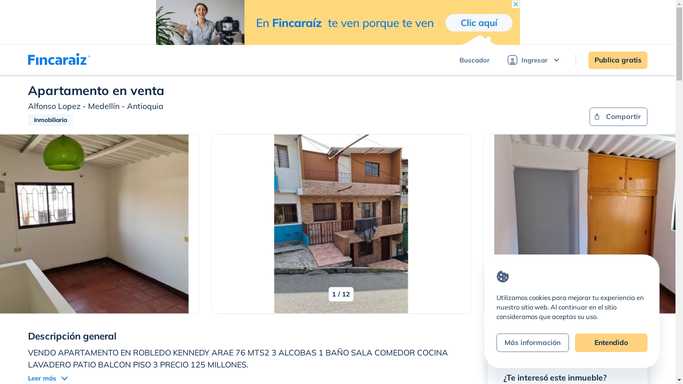 En Fincaraíz te ven porque te ven
Clic aquí
Fincaraíz
Buscador
Ingresar
Publica gratis
Apartamento en venta
Alfonso Lopez - Medellín - Antioquia
Inmobiliaria
Compartir
1 / 12
Utilizamos cookies para mejorar tu experiencia en
nuestro sitio web. Al continuar en el sitio
consideramos que aceptas su uso.
Más información
Entendido
Descripción general
VENDO APARTAMENTO EN ROBLEDO KENNEDY ARAE 76 MTS2 3 ALCOBAS 1 BAÑO SALA COMEDOR COCINA
LAVADERO PATIO BALCON PISO 3 PRECIO 125 MILLONES.
Leer más
¿Te interesó este inmueble?